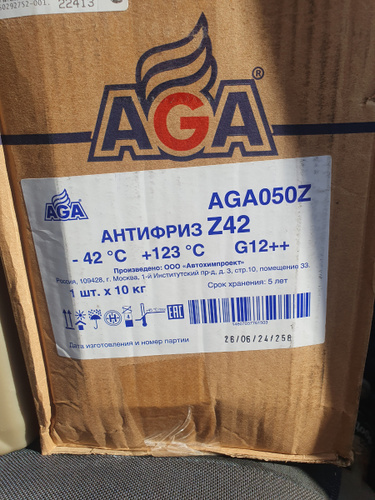 22413
AGA®
AGA
AGA050Z
АНТИФРИЗ Z42
- 42 °C +123 °C G12++
Произведено: ООО «Автохимпроект»
Россия, 109428, г. Москва, 1-й Институтский пр-д, д. 3, стр.10, помещение 33.
1 шт. х 10 кг
Срок хранения: 5 лет
EAC
Дата изготовления и номер партии
26/06/24/258